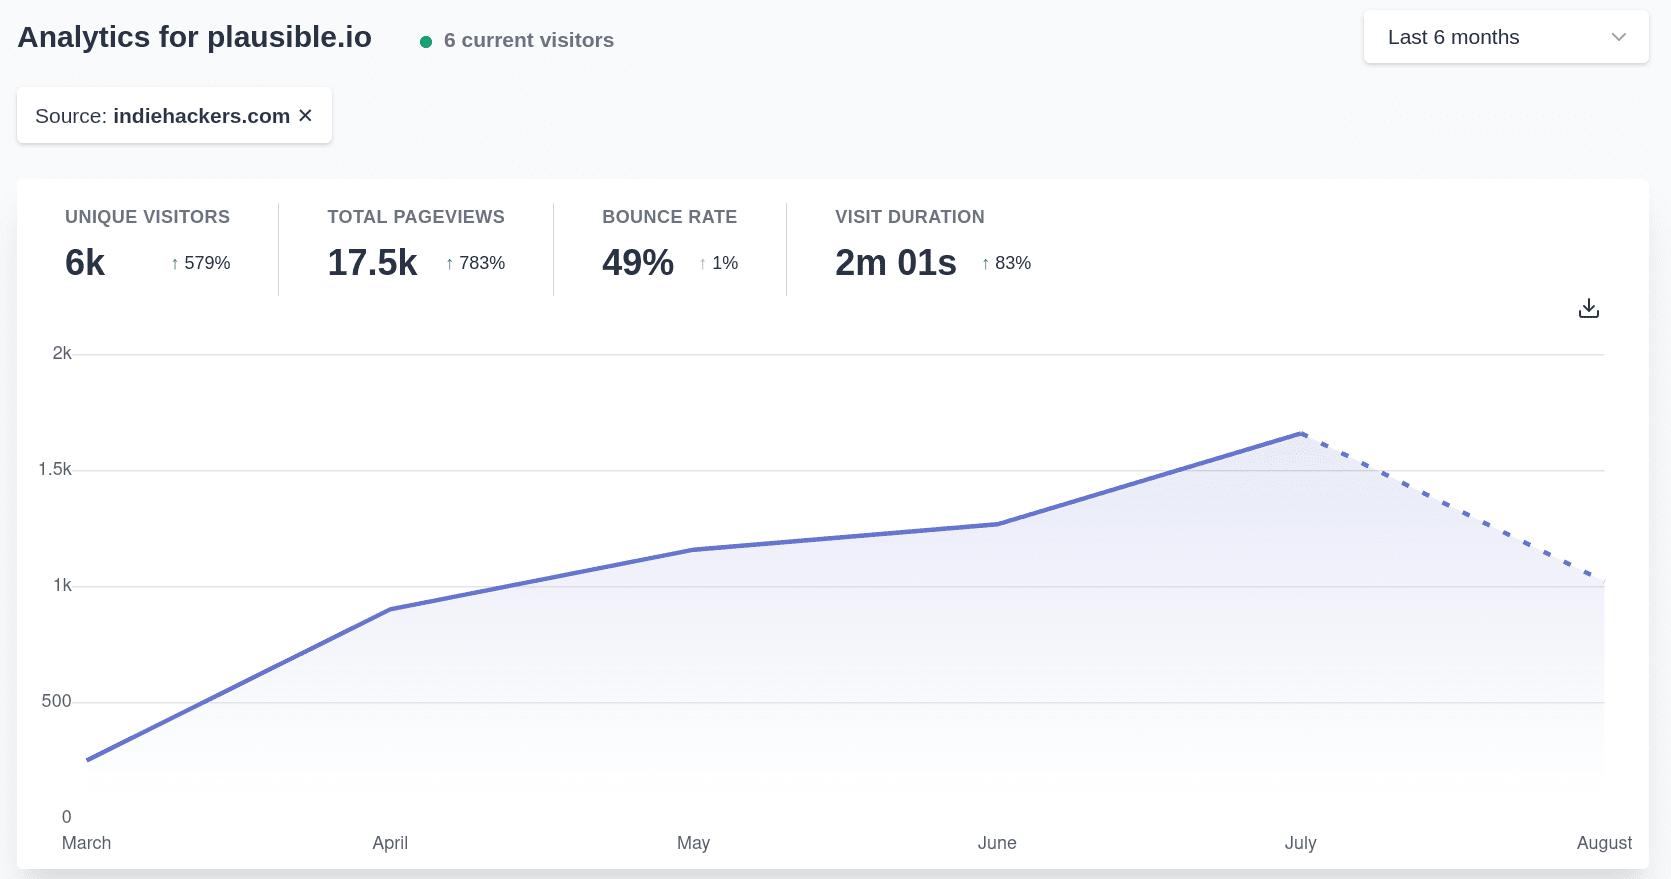 Analytics for plausible.io
6 current visitors
Last 6 months
Source: indiehackers.com ✕
UNIQUE VISITORS
6k ↑ 579%
TOTAL PAGEVIEWS
17.5k ↑ 783%
BOUNCE RATE
49% ↑ 1%
VISIT DURATION
2m 01s ↑ 83%
2k
1.5k
1k
500
0
March April May June July August